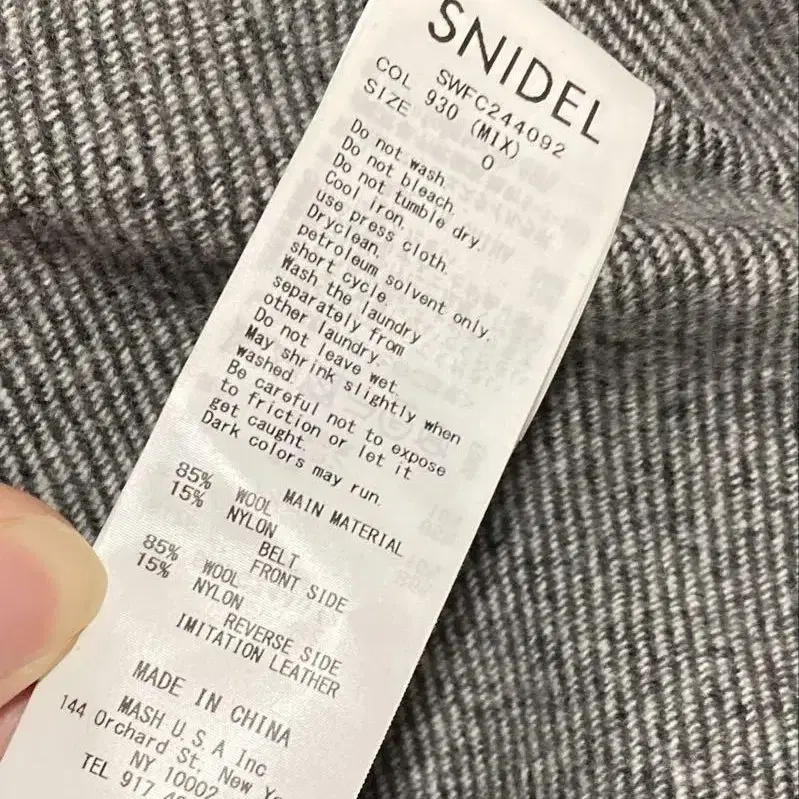 SNIDEL
SWFC244092
COL 930 (MIX)
SIZE 0
Do not wash.
Do not bleach.
Do not tumble dry.
Cool iron.
use press cloth.
Dryclean.
petroleum solvent only.
short cycle.
Wash the laundry
separately from
other laundry.
Do not leave wet.
May shrink slightly when
washed.
Be careful not to expose
to friction or let it
get caught.
Dark colors may run.
MAIN MATERIAL
85% WOOL
15% NYLON
BELT
FRONT SIDE
85% WOOL
15% NYLON
REVERSE SIDE
IMITATION LEATHER
MADE IN CHINA
MASH U S A Inc
144 Orchard St. New Yo
NY 10002
TEL 917